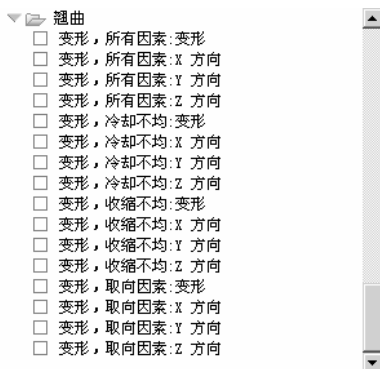 翘曲
变形，所有因素:变形
变形，所有因素:X 方向
变形，所有因素:Y 方向
变形，所有因素:Z 方向
变形，冷却不均:变形
变形，冷却不均:X 方向
变形，冷却不均:Y 方向
变形，冷却不均:Z 方向
变形，收缩不均:变形
变形，收缩不均:X 方向
变形，收缩不均:Y 方向
变形，收缩不均:Z 方向
变形，取向因素:变形
变形，取向因素:X 方向
变形，取向因素:Y 方向
变形，取向因素:Z 方向